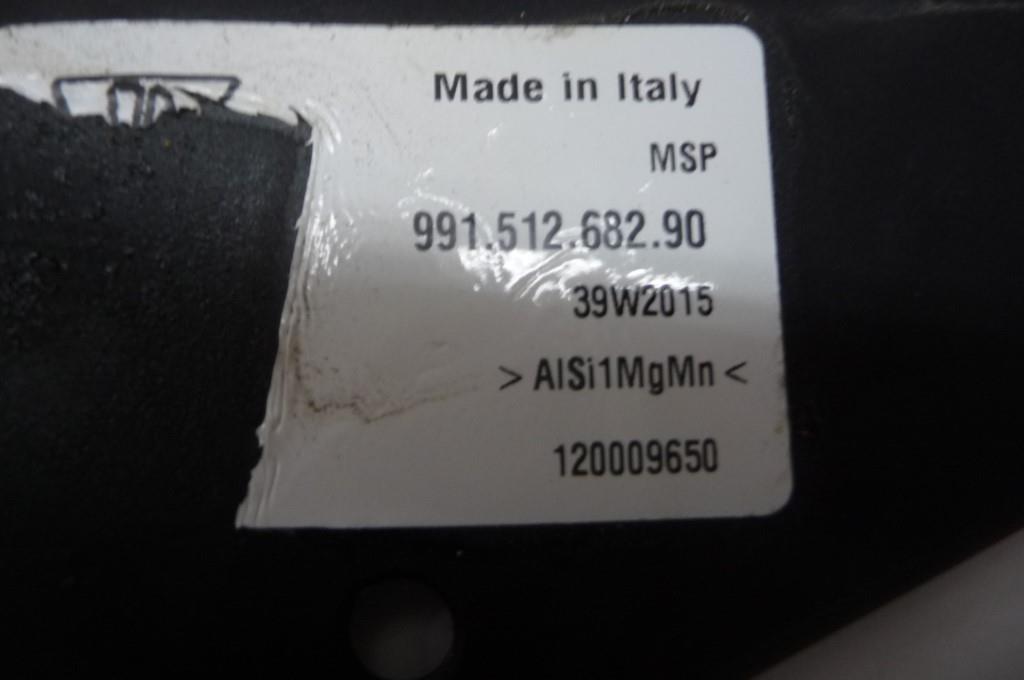 Made in Italy
MSP
991.512.682.90
39W2015
>AlSi1MgMn<
120009650